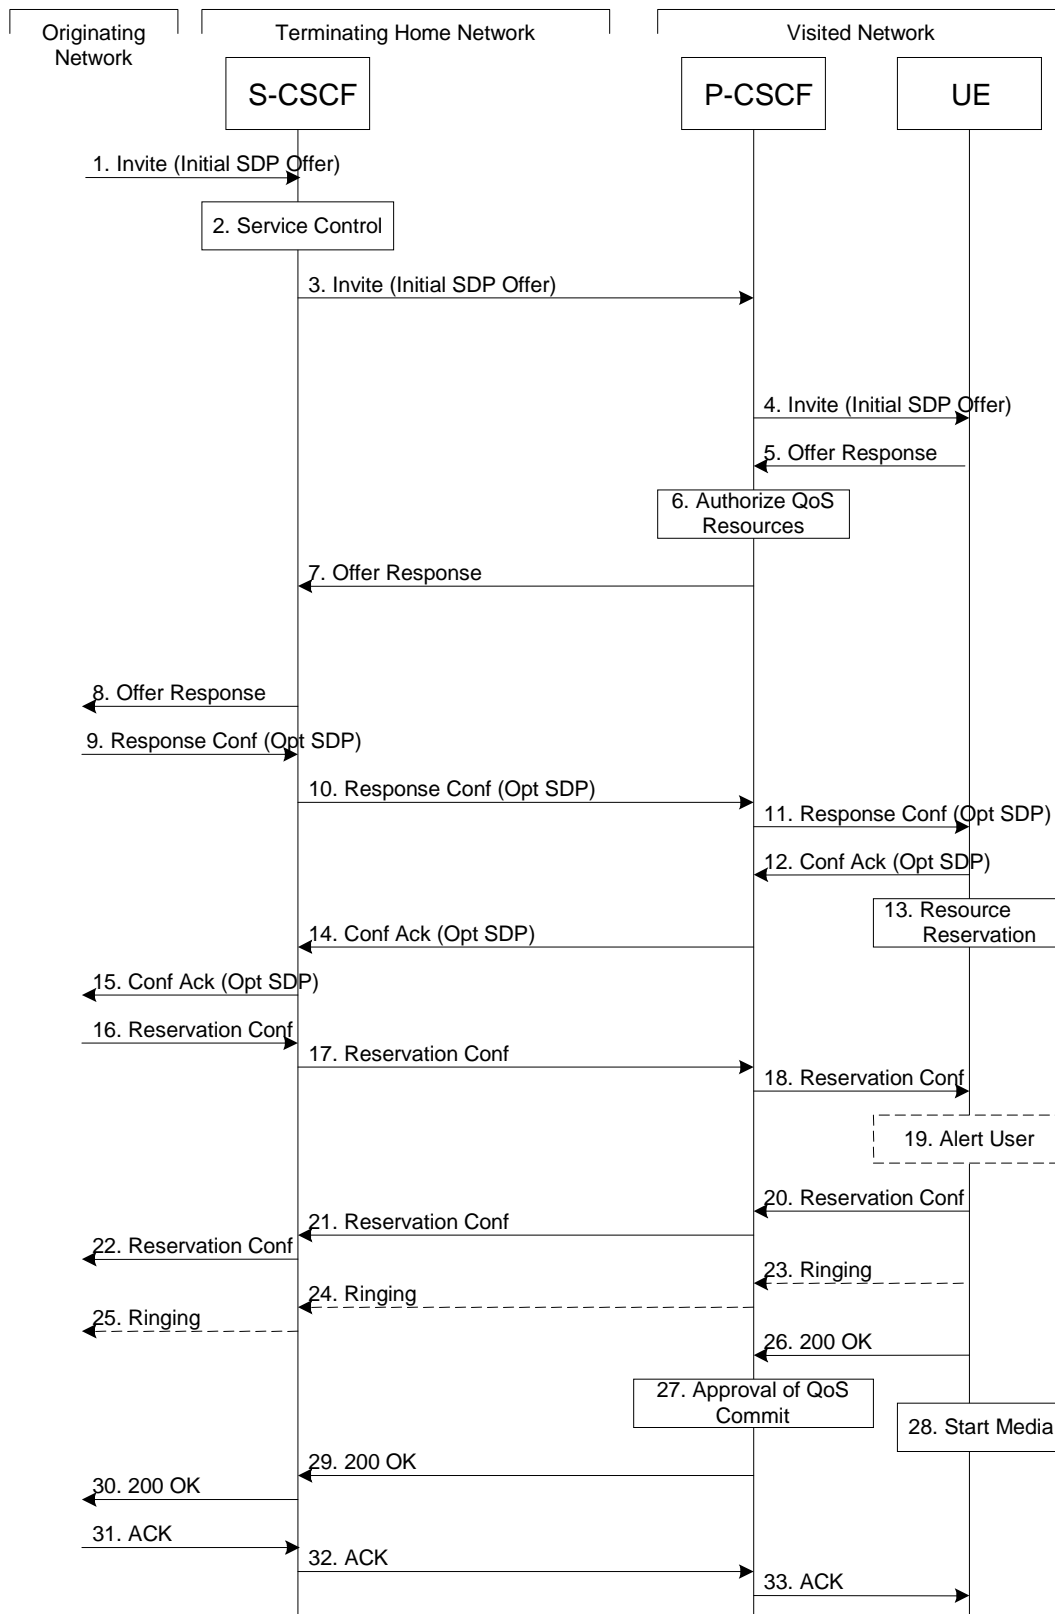 Originating
Network
Terminating Home Network
Visited Network
S-CSCF
P-CSCF
UE
1. Invite (Initial SDP Offer)
2. Service Control
3. Invite (Initial SDP Offer)
4. Invite (Initial SDP Offer)
5. Offer Response
6. Authorize QoS
Resources
7. Offer Response
8. Offer Response
9. Response Conf (Opt SDP)
10. Response Conf (Opt SDP)
11. Response Conf (Opt SDP)
12. Conf Ack (Opt SDP)
13. Resource
Reservation
14. Conf Ack (Opt SDP)
15. Conf Ack (Opt SDP)
16. Reservation Conf
17. Reservation Conf
18. Reservation Conf
19. Alert User
20. Reservation Conf
21. Reservation Conf
22. Reservation Conf
23. Ringing
24. Ringing
25. Ringing
26. 200 OK
27. Approval of QoS
Commit
28. Start Media
29. 200 OK
30. 200 OK
31. ACK
32. ACK
33. ACK